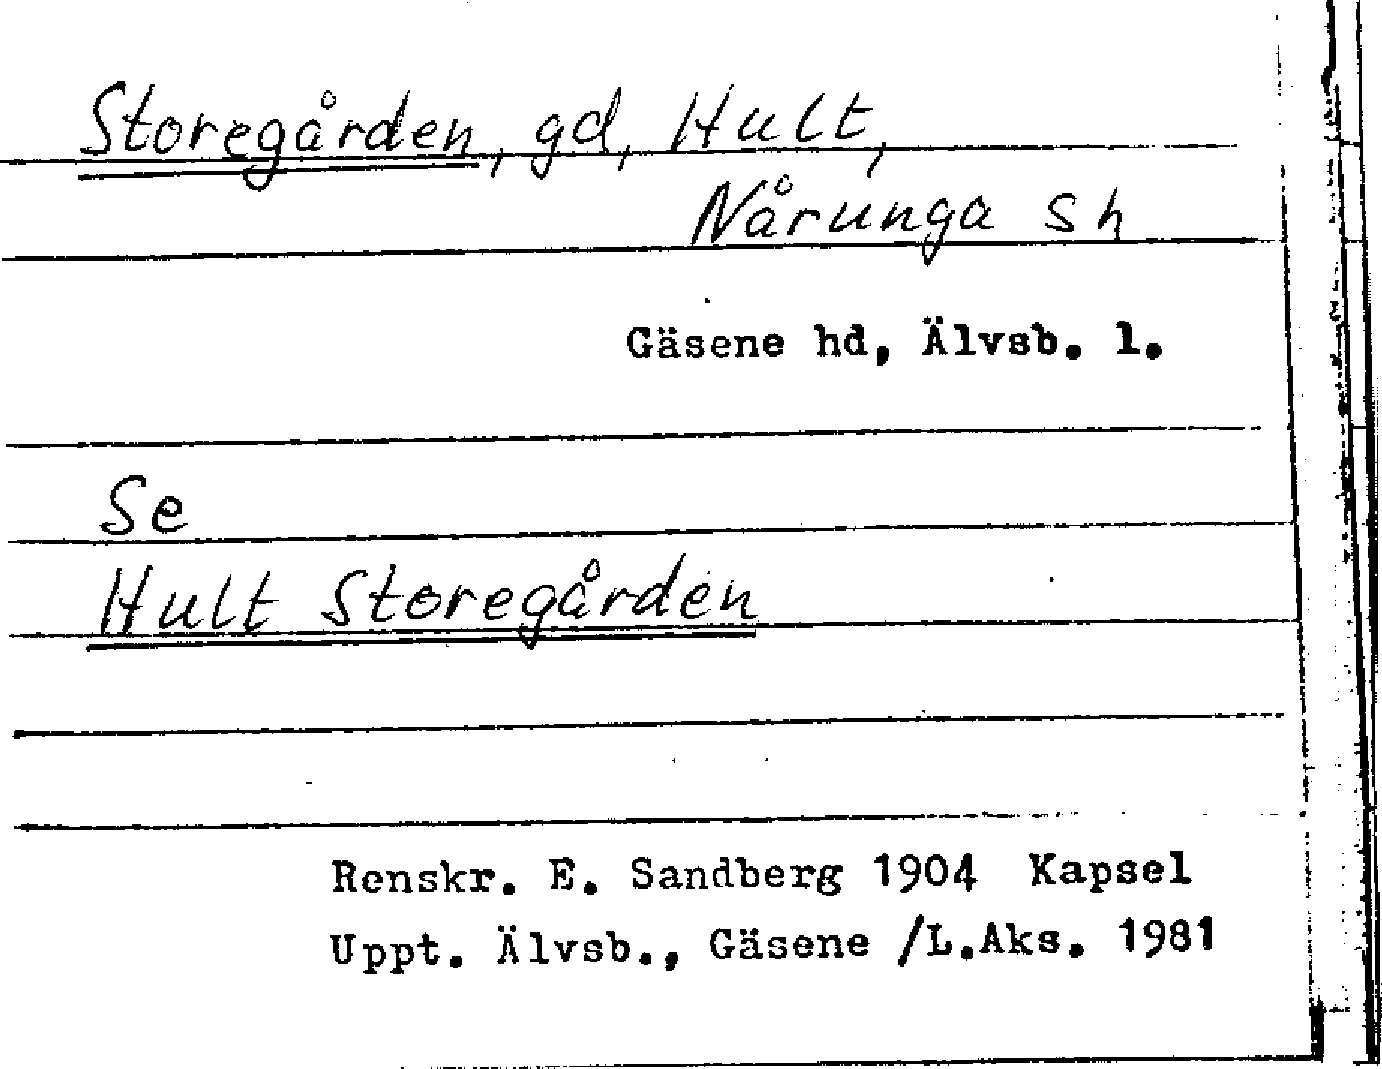 Storegården, gd, Hult,
Nårunga sh
Gäsene hd, Älvsb. l.
Se
Hult Storegården
Renskr. E. Sandberg 1904 Kapsel
Uppt. Älvsb., Gäsene /L.Aks. 1981